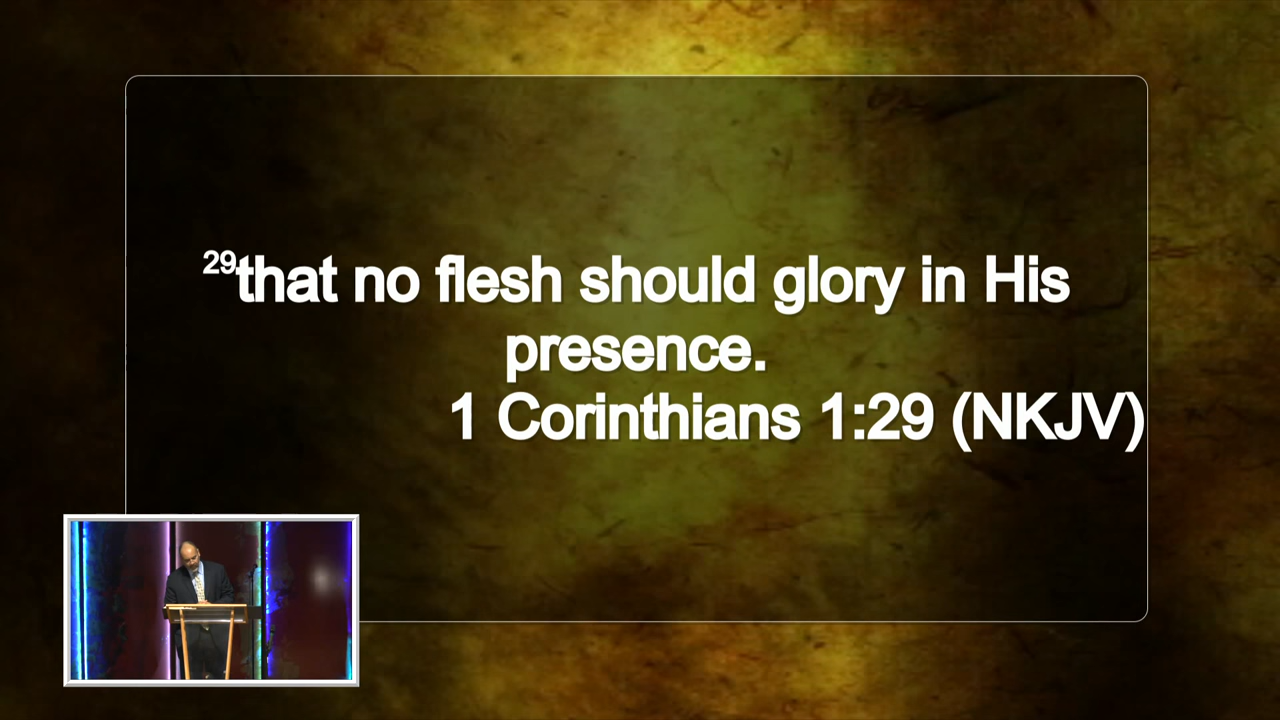 29that no flesh should glory in His
presence.
1 Corinthians 1:29 (NKJV)